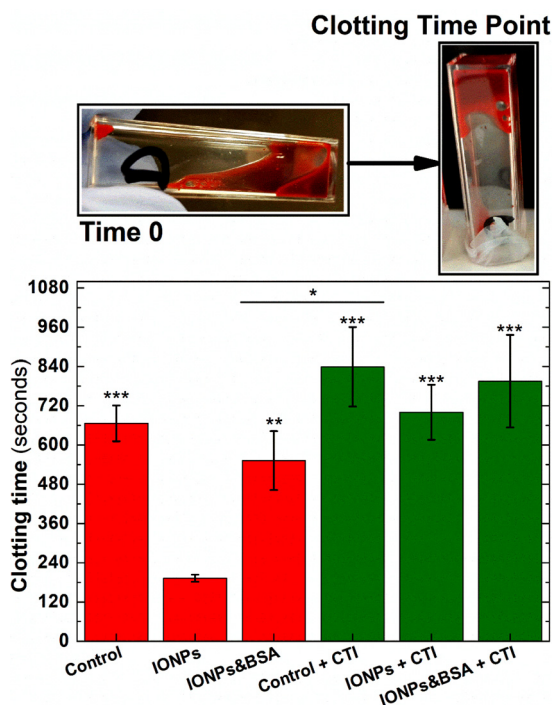 Clotting Time Point
Time 0
Clotting time (seconds)
1080
960
840
720
600
480
360
240
120
0
***
**
*
***
***
***
Control
IONPs
IONPs&BSA
Control + CTI
IONPs + CTI
IONPs&BSA + CTI